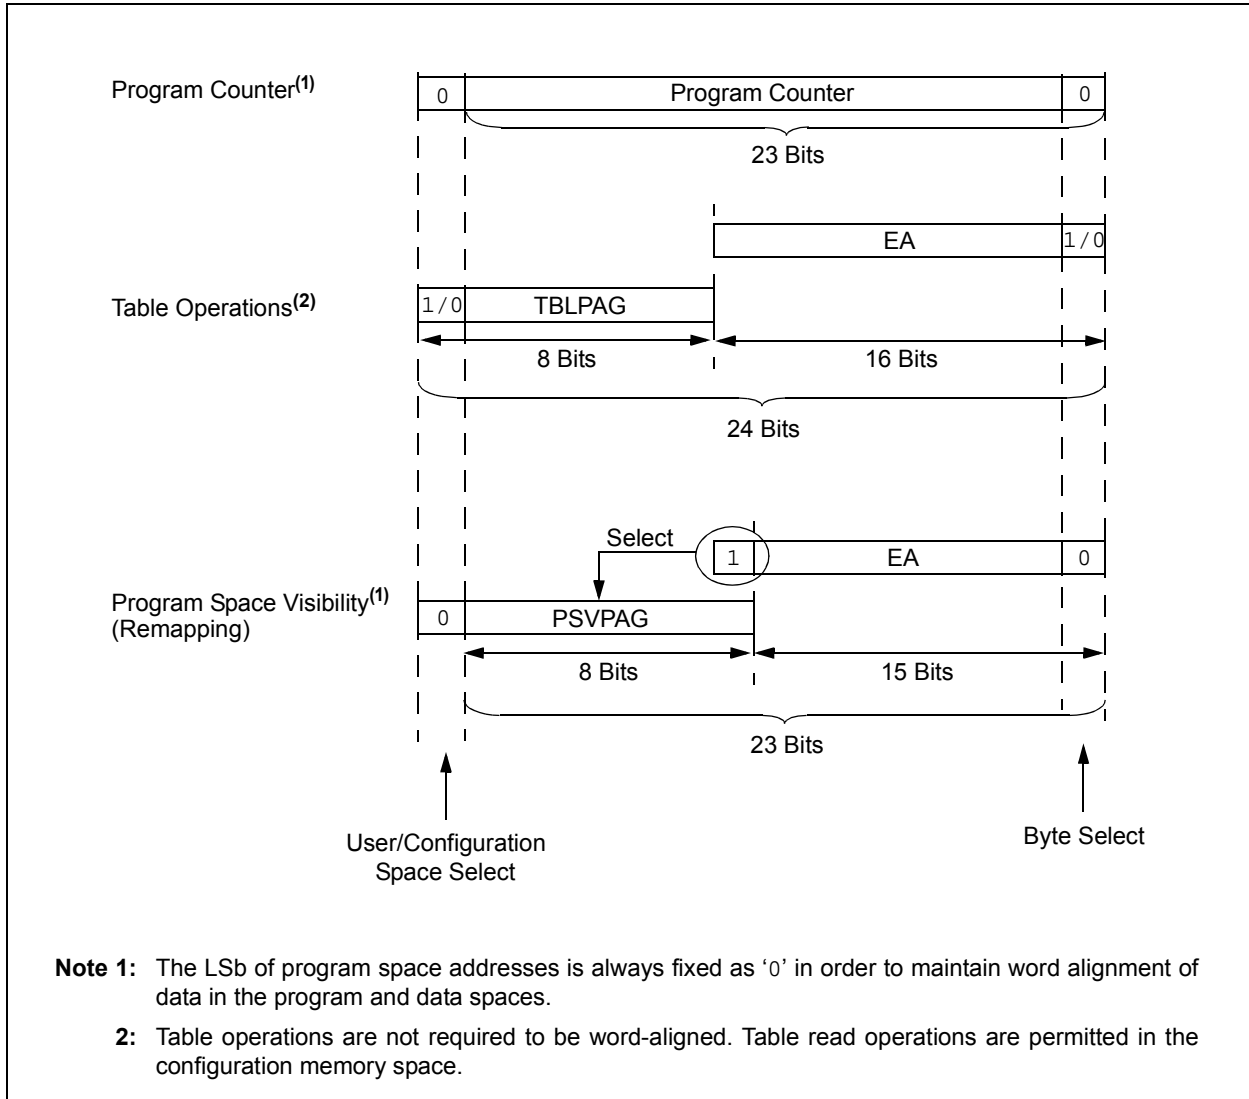 Program Counter(1)
0
Program Counter
0
23 Bits
EA
1/0
Table Operations(2)
1/0
TBLPAG
8 Bits
16 Bits
24 Bits
Select
1
EA
0
Program Space Visibility(1)
(Remapping)
0
PSVPAG
8 Bits
15 Bits
23 Bits
User/Configuration
Space Select
Byte Select
Note 1: The LSb of program space addresses is always fixed as ‘0’ in order to maintain word alignment of
data in the program and data spaces.
2: Table operations are not required to be word-aligned. Table read operations are permitted in the
configuration memory space.